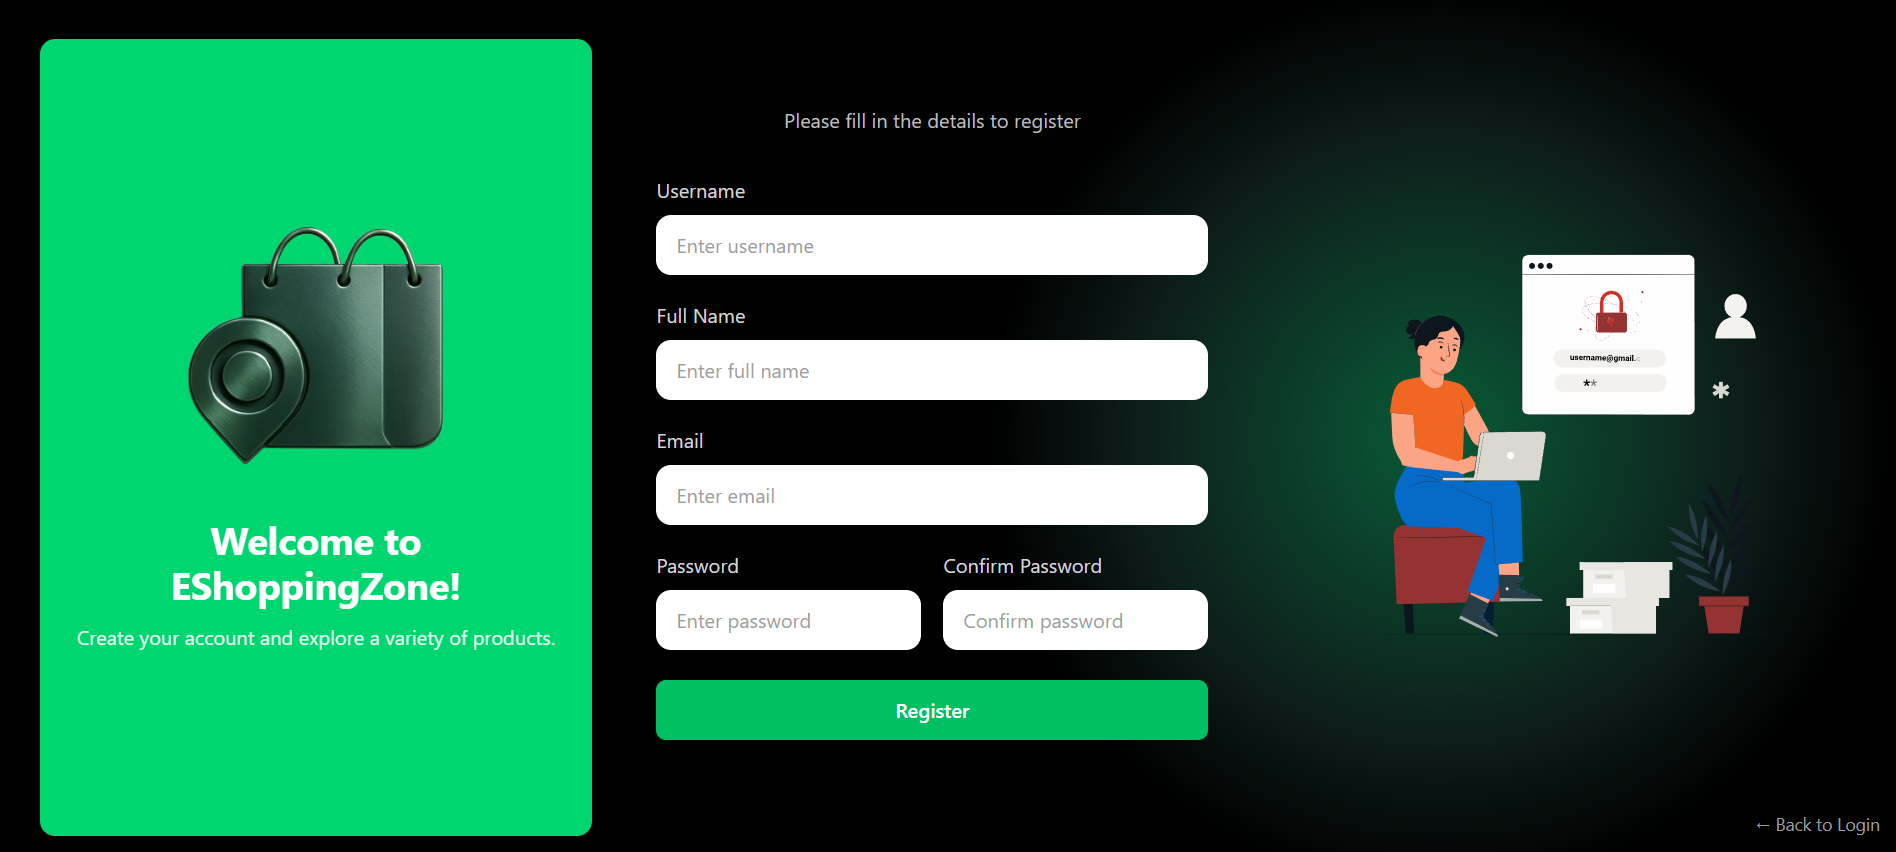 Welcome to
EShoppingZone!
Create your account and explore a variety of products.
Please fill in the details to register
Username
Enter username
Full Name
Enter full name
Email
Enter email
Password
Confirm Password
Enter password
Confirm password
Register
username@gmail.c
**
*
← Back to Login